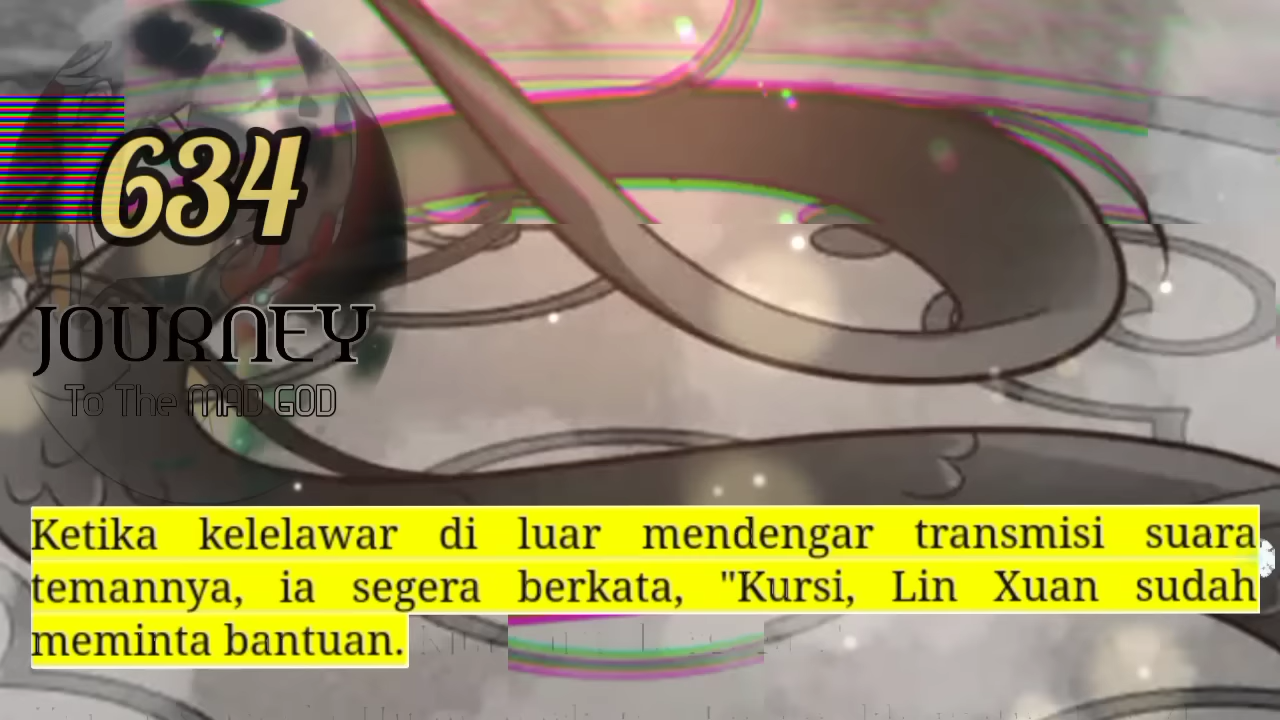 634
JOURNEY
To The MAD GOD
Ketika kelelawar di luar mendengar transmisi suara
temannya, ia segera berkata, "Kursi, Lin Xuan sudah
meminta bantuan.